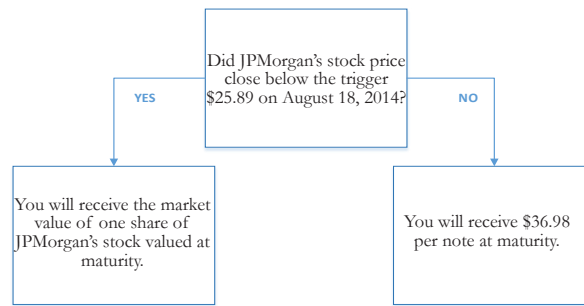 Did JPMorgan's stock price
close below the trigger
$25.89 on August 18, 2014?
YES
NO
You will receive the market
value of one share of
JPMorgan's stock valued at
maturity.
You will receive $36.98
per note at maturity.